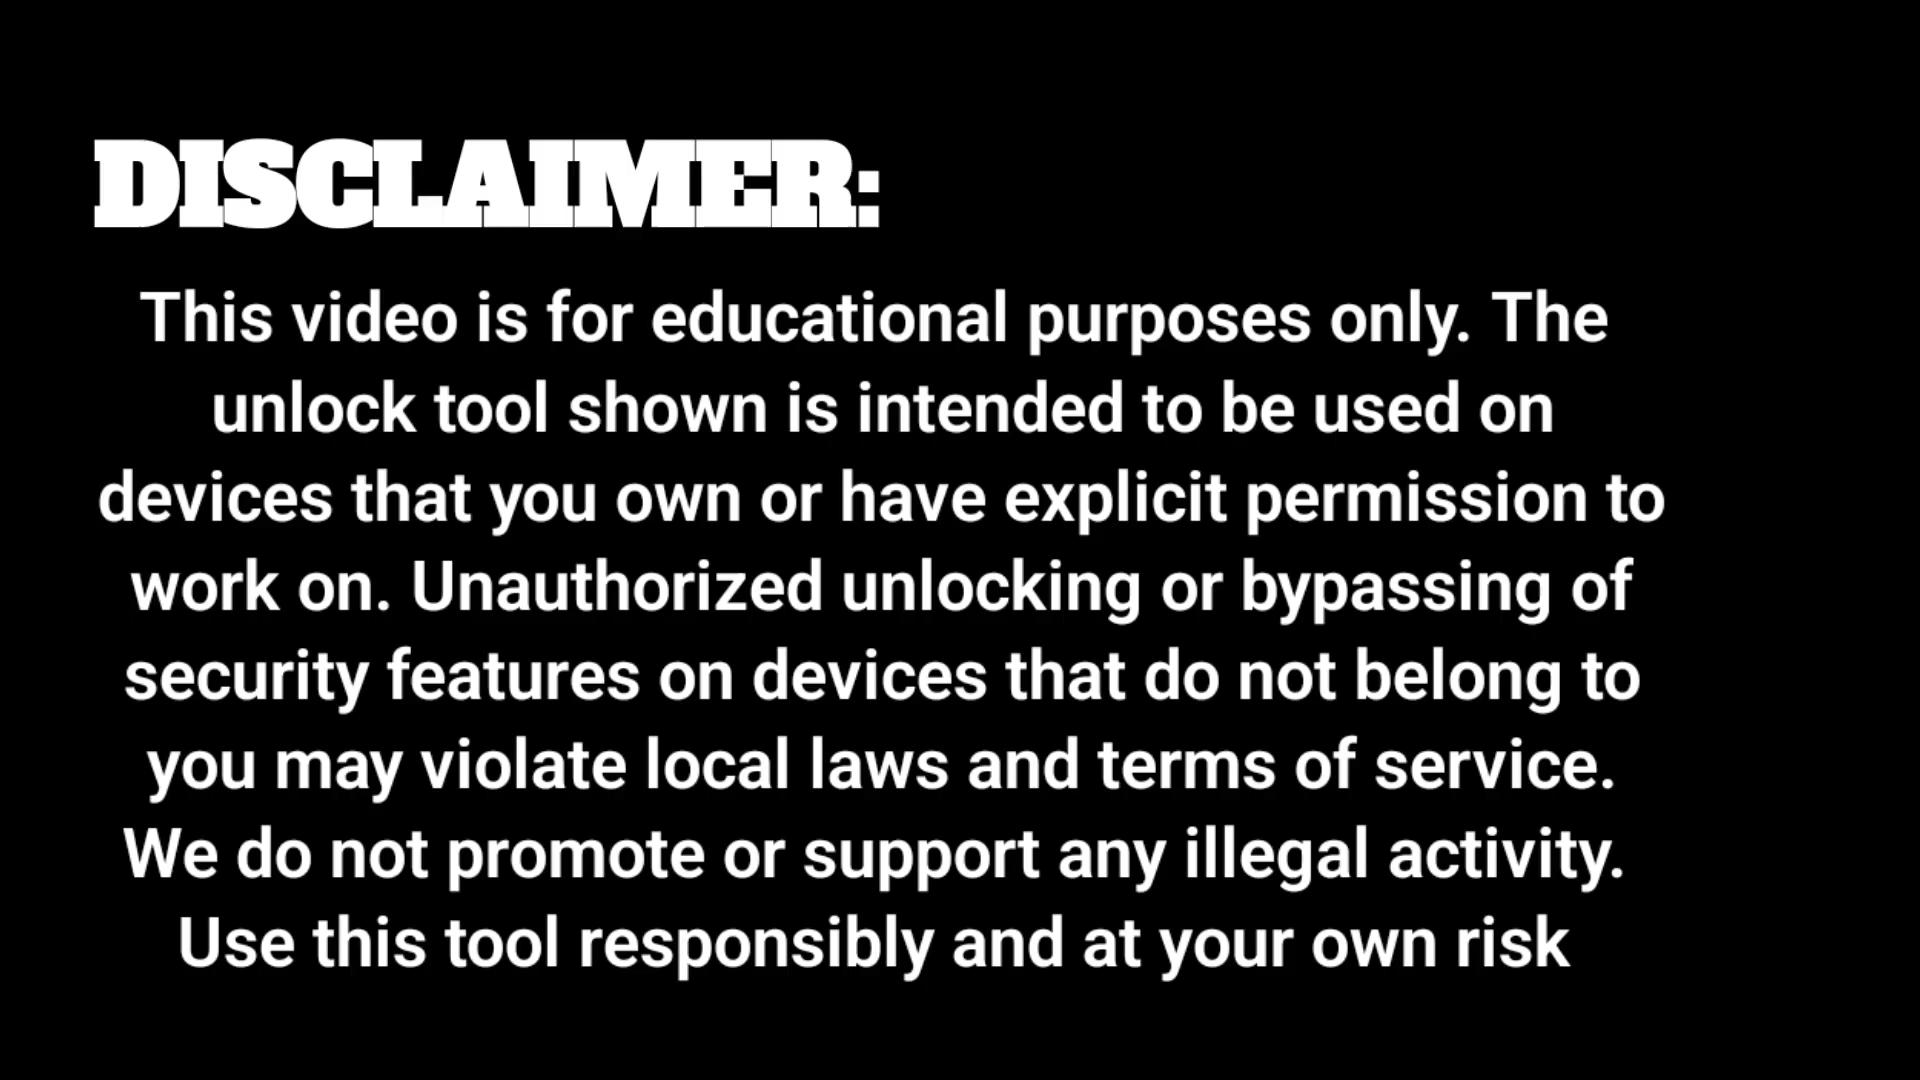 DISCLAIMER:
This video is for educational purposes only. The
unlock tool shown is intended to be used on
devices that you own or have explicit permission to
work on. Unauthorized unlocking or bypassing of
security features on devices that do not belong to
you may violate local laws and terms of service.
We do not promote or support any illegal activity.
Use this tool responsibly and at your own risk